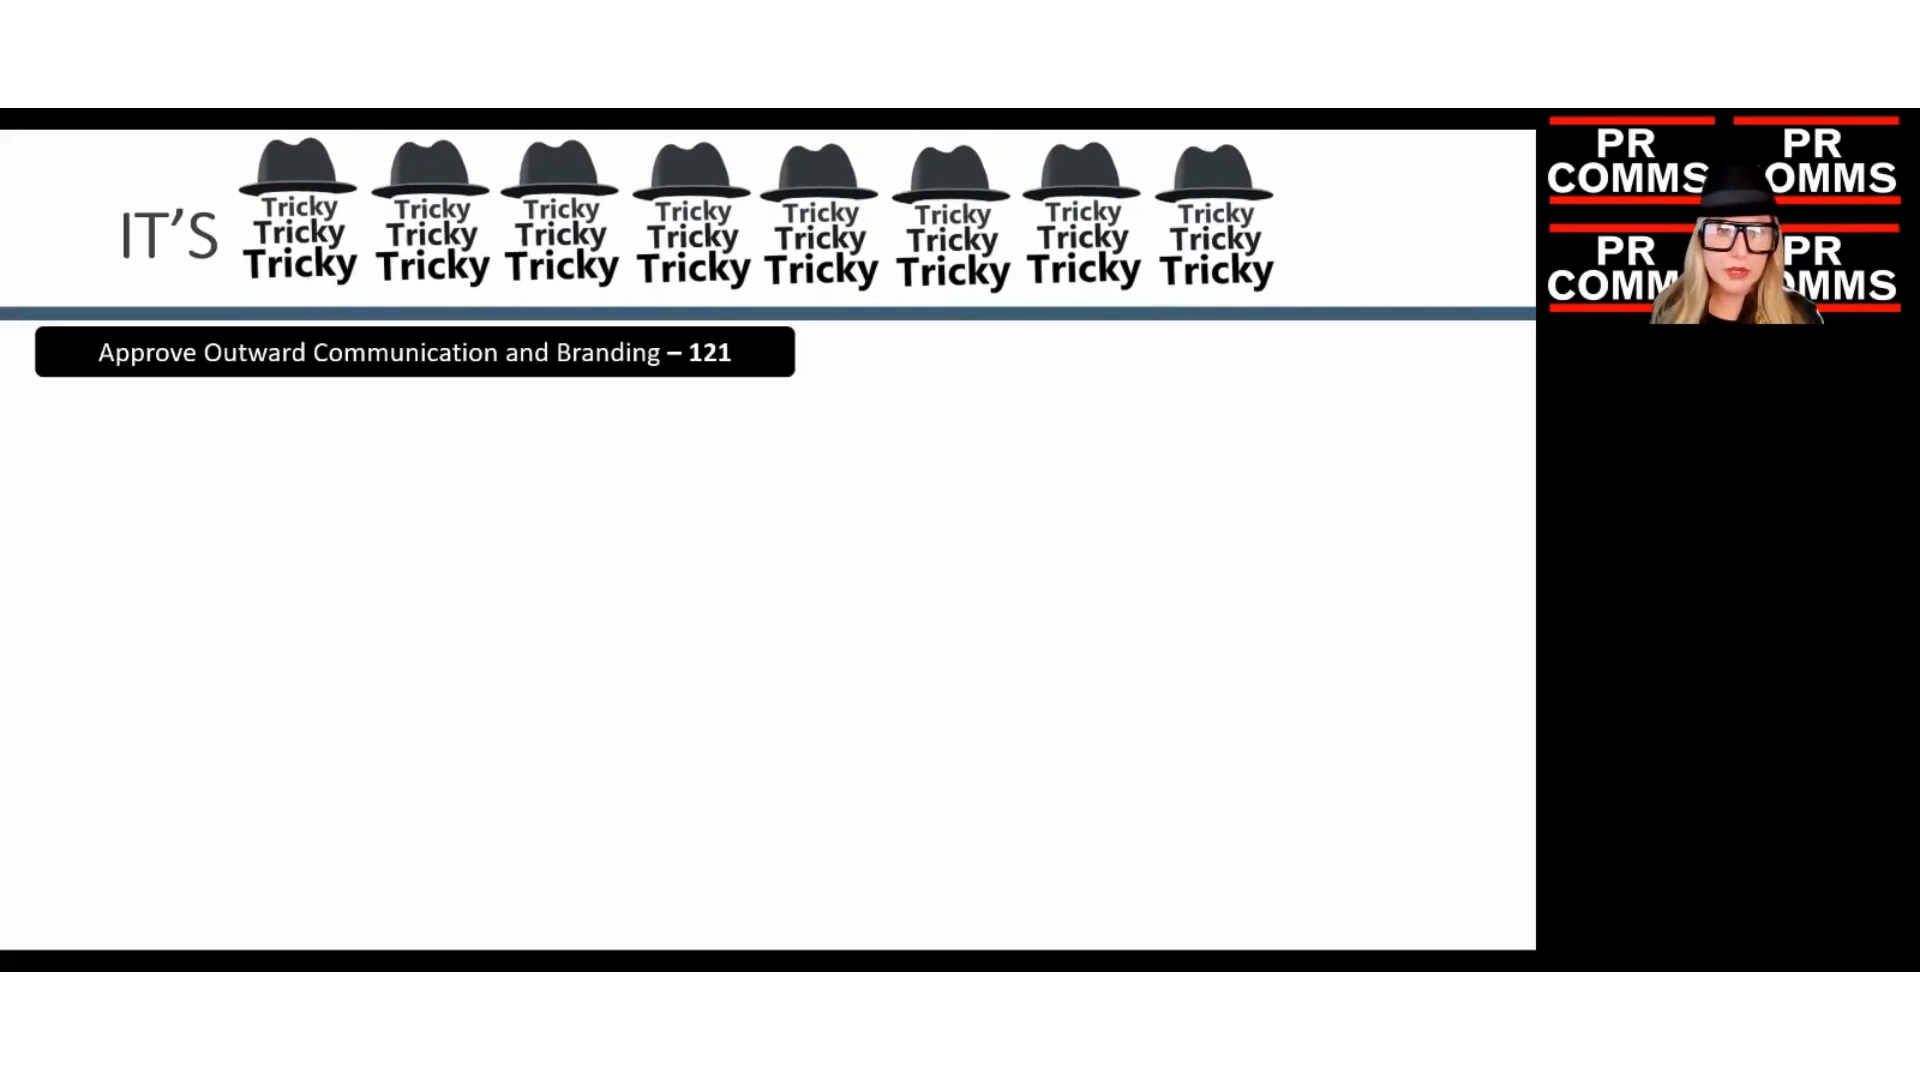 IT’S
Tricky Tricky Tricky Tricky Tricky Tricky Tricky Tricky
Tricky Tricky Tricky Tricky Tricky Tricky Tricky Tricky
Tricky Tricky Tricky Tricky Tricky Tricky Tricky Tricky
Approve Outward Communication and Branding – 121
PR PR
COMMS OMMS
PR PR
COMM MMS